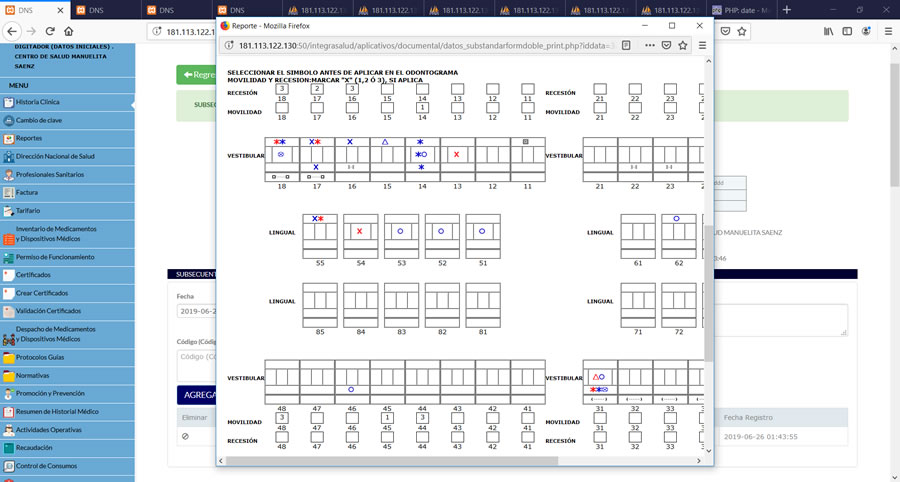 DNS
DNS
DNS
DNS
181.113.122.1
181.113.122.13
181.113.122.13
181.113.122.13
181.113.122.13
PHP: date - M
Reporte - Mozilla Firefox
181.113.122.130:50/integrasalud/aplicativos/documental/datos_substandarformdoble_print.php?iddata=
DIGITADOR (DATOS INICIALES) .
CENTRO DE SALUD MANUELITA
SAENZ
MENU
Historia Clinica
Cambio de clave
Reportes
Dirección Nacional de Salud
Profesionales Sanitarios
Factura
Tarifario
Inventario de Medicamentos
y Dispositivos Médicos
Permiso de Funcionamiento
Certificados
Crear Certificados
Validación Certificados
Despacho de Medicamentos
y Dispositivos Médicos
Protocolos Guias
Normativas
Promoción y Prevención
Resumen de Historial Médico
Actividades Operativas
Recaudación
Control de Consumos
Regre
SUBSEC
SUBSECUENT
Fecha
2019-06-2
Código (Códig
Código (Có
AGREGA
Eliminar
SELECCIONAR EL SIMBOLO ANTES DE APLICAR EN EL ODONTOGRAMA
MOVILIDAD Y RECESION:MARCAR "X" (1,2 Ó 3), SI APLICA
RECESIÓN 3 2 3 RECESIÓN
18 17 16 15 14 13 12 11 21 22 23
MOVILIDAD 1 MOVILIDAD
18 17 16 15 14 13 12 11 21 22 23
VESTIBULAR VESTIBULAR
18 17 16 15 14 13 12 11 21 22 23
LINGUAL LINGUAL
55 54 53 52 51 61 62
LINGUAL LINGUAL
85 84 83 82 81 71 72
VESTIBULAR VESTIBULAR
48 47 46 45 44 43 42 41 31 32 33
MOVILIDAD 3 1 3 MOVILIDAD
48 47 46 45 44 43 42 41 31 32 33
RECESIÓN RECESIÓN
48 47 46 45 44 43 42 41 31 32 33
ddd
UD MANUELITA SAENZ
3:46
Fecha Registro
2019-06-26 01:43:55